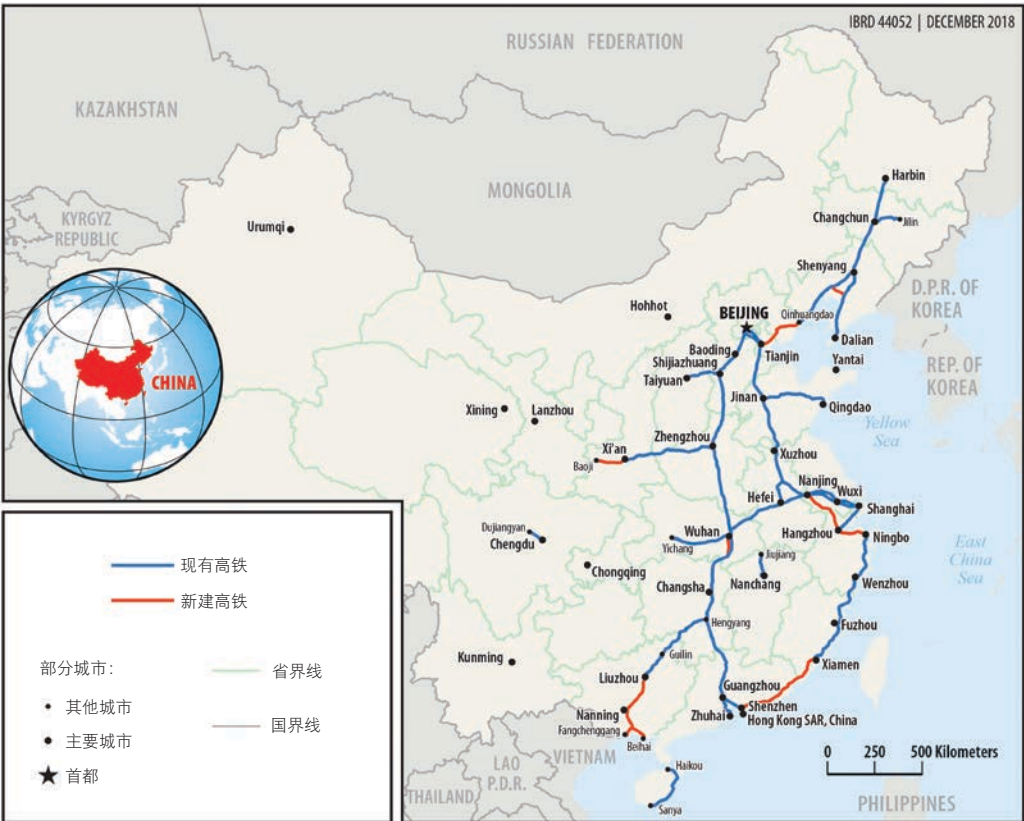 IBRD 44052 | DECEMBER 2018
RUSSIAN FEDERATION
KAZAKHSTAN
MONGOLIA
KYRGYZ
REPUBLIC
Urumqi
Harbin
Changchun
Jilin
Shenyang
D.P.R. OF
KOREA
Hohhot
BEIJING
Qinhuangdao
Dalian
Baoding
Tianjin
Yantai
Shijiazhuang
REP. OF
KOREA
Taiyuan
CHINA
Jinan
Qingdao
Xining
Lanzhou
Yellow
Sea
Zhengzhou
Xi'an
Baoji
Xuzhou
Nanjing
Wuxi
Hefei
Shanghai
Dujiangyan
Chengdu
Wuhan
Yichang
Hangzhou
Ningbo
East
China
Sea
Jiujiang
Chongqing
Nanchang
Changsha
Wenzhou
Hengyang
Fuzhou
Guilin
Kunming
Xiamen
Liuzhou
Guangzhou
Shenzhen
Nanning
Zhuhai
Hong Kong SAR, China
Fangchenggang
Beihai
VIETNAM
LAO
P.D.R.
Haikou
THAILAND
Sanya
PHILIPPINES
0 250 500 Kilometers
现有高铁
新建高铁
部分城市：
其他城市
主要城市
首都
省界线
国界线